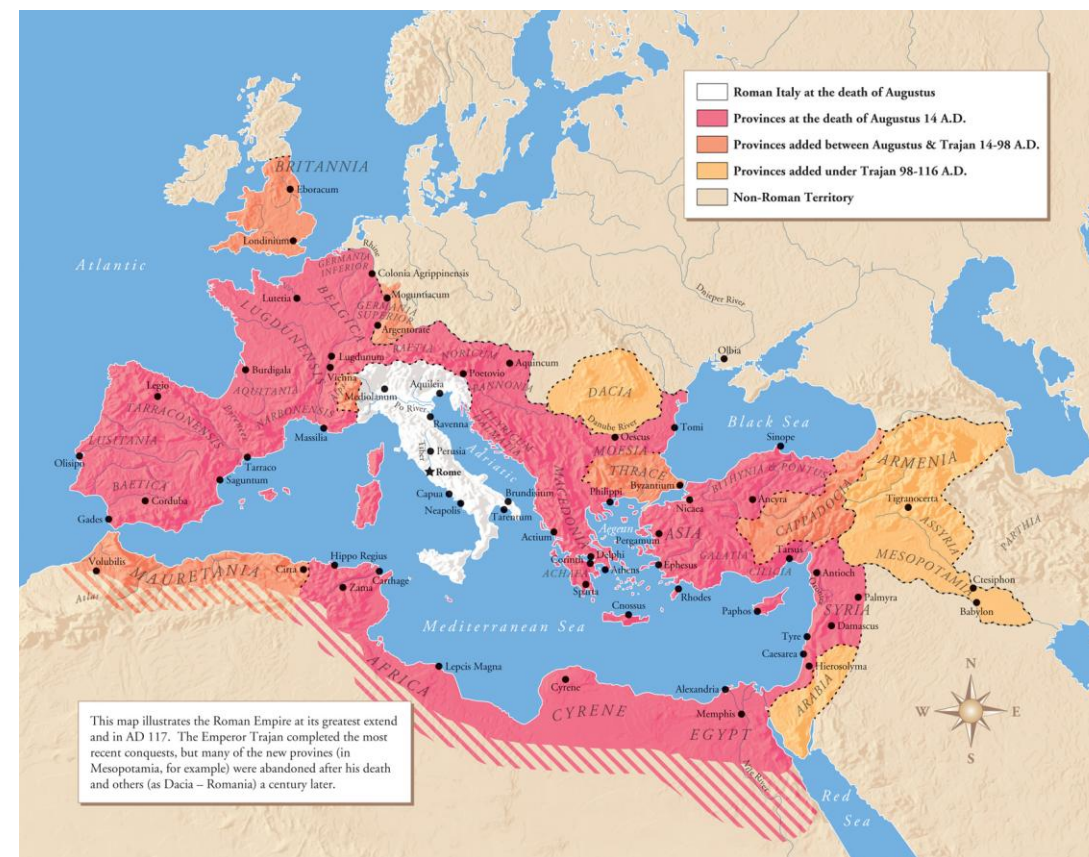 Roman Italy at the death of Augustus
Provinces at the death of Augustus 14 A.D.
Provinces added between Augustus & Trajan 14-98 A.D.
Provinces added under Trajan 98-116 A.D.
Non-Roman Territory
BRITANNIA
Eboracum
Londinium
Atlantic
Rhine
GERMANIA
INFERIOR
Colonia Agrippinensis
BELGICA
Moguntiacum
Lutetia
GERMANIA
SUPERIOR
LUGDUNENSIS
Argentorate
Dnieper River
Olbia
RAETIA
NORICUM
Lugdunum
Aquincum
Vienna
Poetovio
Burdigala
PANNONIA
DACIA
AQUITANIA
Alps
Mediolanum
Aquileia
Legio
Po River
NARBONENSIS
Pyrenees
TARRACONENSIS
Ravenna
Danube River
Massilia
ILLYRICUM
DALMATIA
Oescus
Tomi
Black Sea
MOESIA
Sinope
LUSITANIA
Perusia
Tiber
Adriatic
Olisipo
Tarraco
Rome
THRACE
BITHYNIA & PONTUS
ARMENIA
Saguntum
Byzantium
BAETICA
Capua
Brundisium
MACEDONIA
Philippi
Nicaea
Ancyra
Corduba
Neapolis
Tarentum
Tigranocerta
CAPPADOCIA
Gades
Aegean
ASSYRIA
PARTHIA
Actium
Pergamum
ASIA
Volubilis
Hippo Regius
Delphi
GALATIA
Tarsus
MESOPOTAMIA
Corinth
Ephesus
CILICIA
MAURETANIA
Cirta
Carthage
ACHAEA
Athens
Antioch
Ctesiphon
Zama
Sparta
Rhodes
Orontes
Palmyra
Babylon
Atlas
Cnossus
Paphos
SYRIA
Mediterranean Sea
Damascus
Tyre
Caesarea
Hierosolyma
AFRICA
Lepcis Magna
Cyrene
Alexandria
ARABIA
CYRENE
Memphis
EGYPT
Nile River
Red
Sea
N
W
E
S
This map illustrates the Roman Empire at its greatest extend
and in AD 117. The Emperor Trajan completed the most
recent conquests, but many of the new provines (in
Mesopotamia, for example) were abandoned after his death
and others (as Dacia – Romania) a century later.